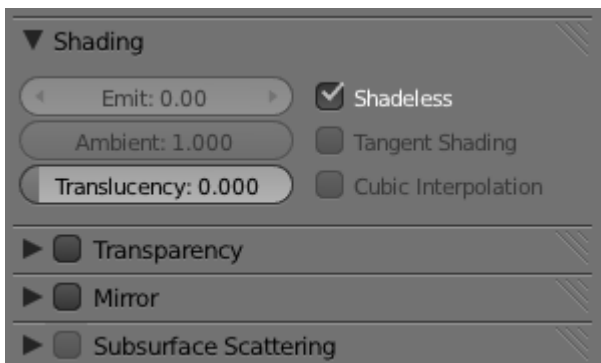 Shading
Emit: 0.00
Shadeless
Ambient: 1.000
Tangent Shading
Translucency: 0.000
Cubic Interpolation
Transparency
Mirror
Subsurface Scattering